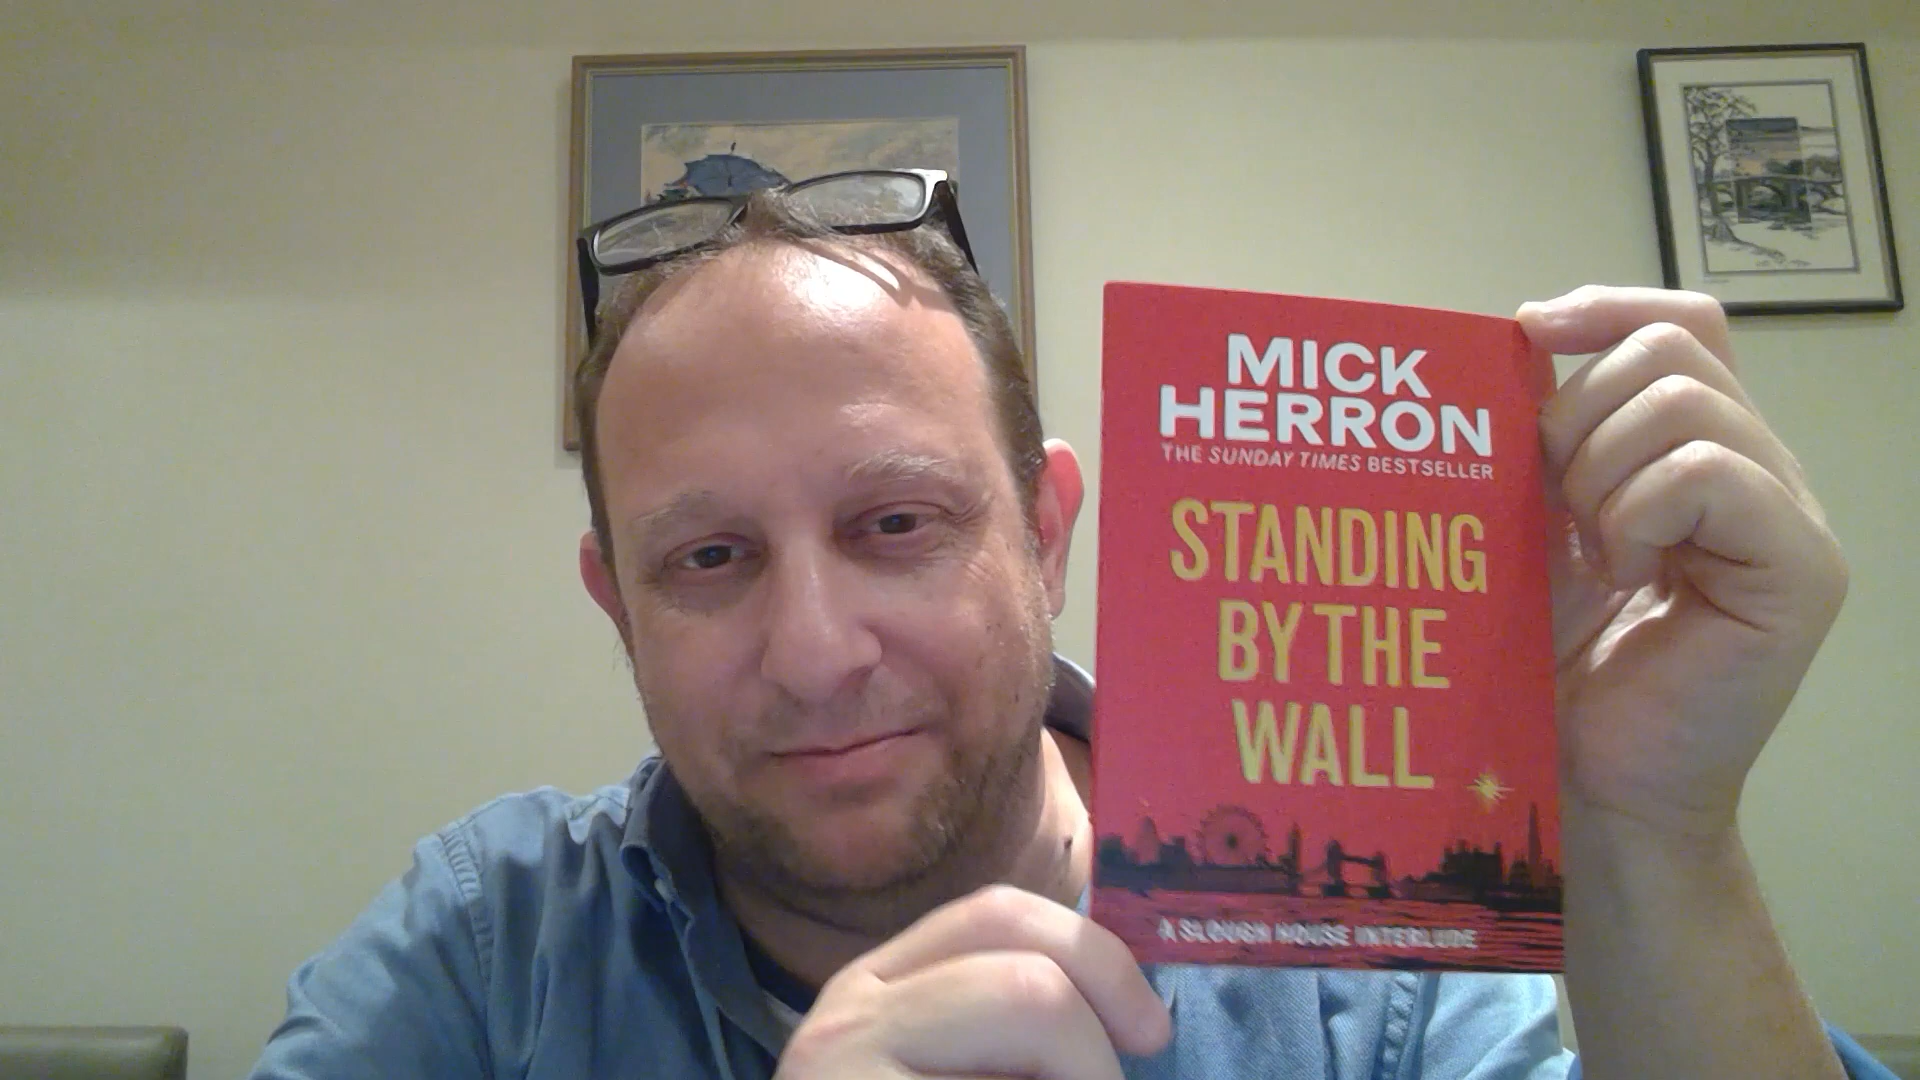 MICK
HERRON
THE SUNDAY TIMES BESTSELLER
STANDING
BY THE
WALL
A SLOUGH HOUSE INTERLUDE